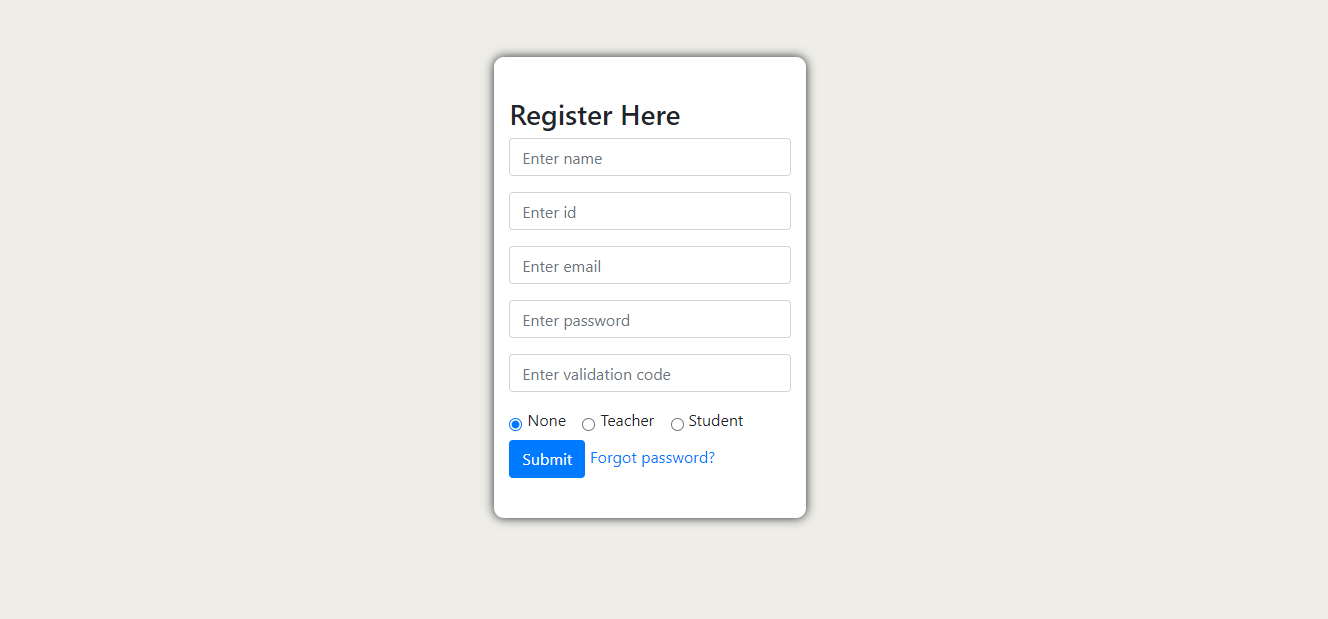 Register Here
Enter name
Enter id
Enter email
Enter password
Enter validation code
None Teacher Student
Submit Forgot password?